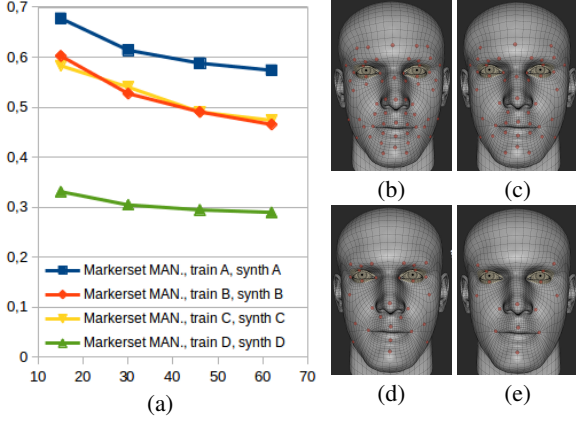 0,7
0,6
0,5
0,4
0,3
0,2
0,1
0
Markerset MAN., train A, synth A
Markerset MAN., train B, synth B
Markerset MAN., train C, synth C
Markerset MAN., train D, synth D
10 20 30 40 50 60 70
(a)
(b) (c)
(d) (e)